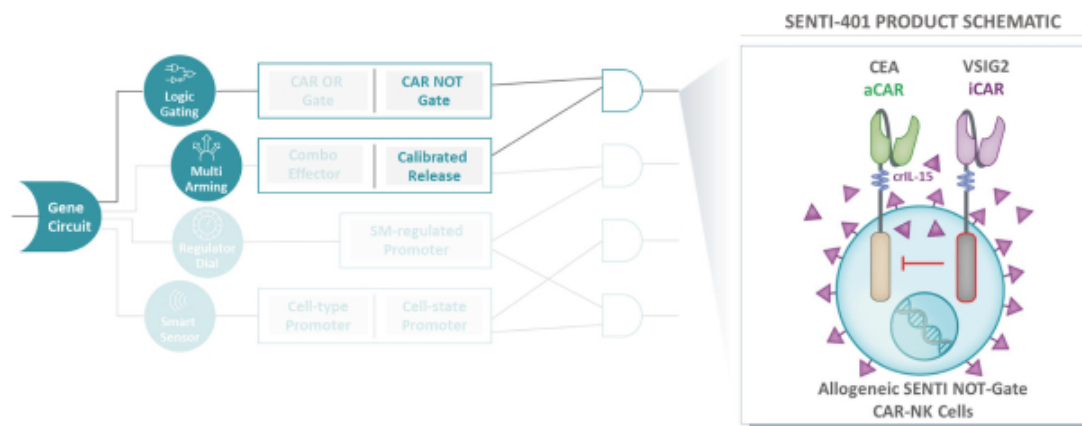 SENTI-401 PRODUCT SCHEMATIC
Logic
Gating
CAR OR
Gate
CAR NOT
Gate
Multi
Arming
Combo
Effector
Calibrated
Release
Gene
Circuit
Regulator
Dial
SM-regulated
Promoter
Smart
Sensor
Cell-type
Promoter
Cell-state
Promoter
CEA
aCAR
VSIG2
iCAR
crIL-15
Allogeneic SENTI NOT-Gate
CAR-NK Cells